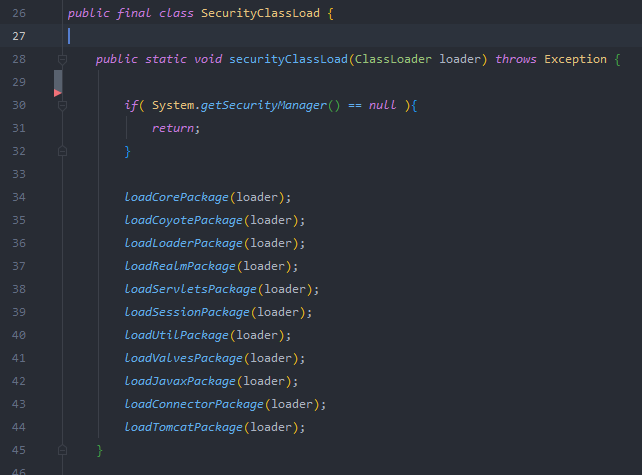 26 public final class SecurityClassLoad {
27
28 public static void securityClassLoad(ClassLoader loader) throws Exception {
29
30 if( System.getSecurityManager() == null ){
31 return;
32 }
33
34 loadCorePackage(loader);
35 loadCoyotePackage(loader);
36 loadLoaderPackage(loader);
37 loadRealmPackage(loader);
38 loadServletsPackage(loader);
39 loadSessionPackage(loader);
40 loadUtilPackage(loader);
41 loadValvesPackage(loader);
42 loadJavaxPackage(loader);
43 loadConnectorPackage(loader);
44 loadTomcatPackage(loader);
45 }
46